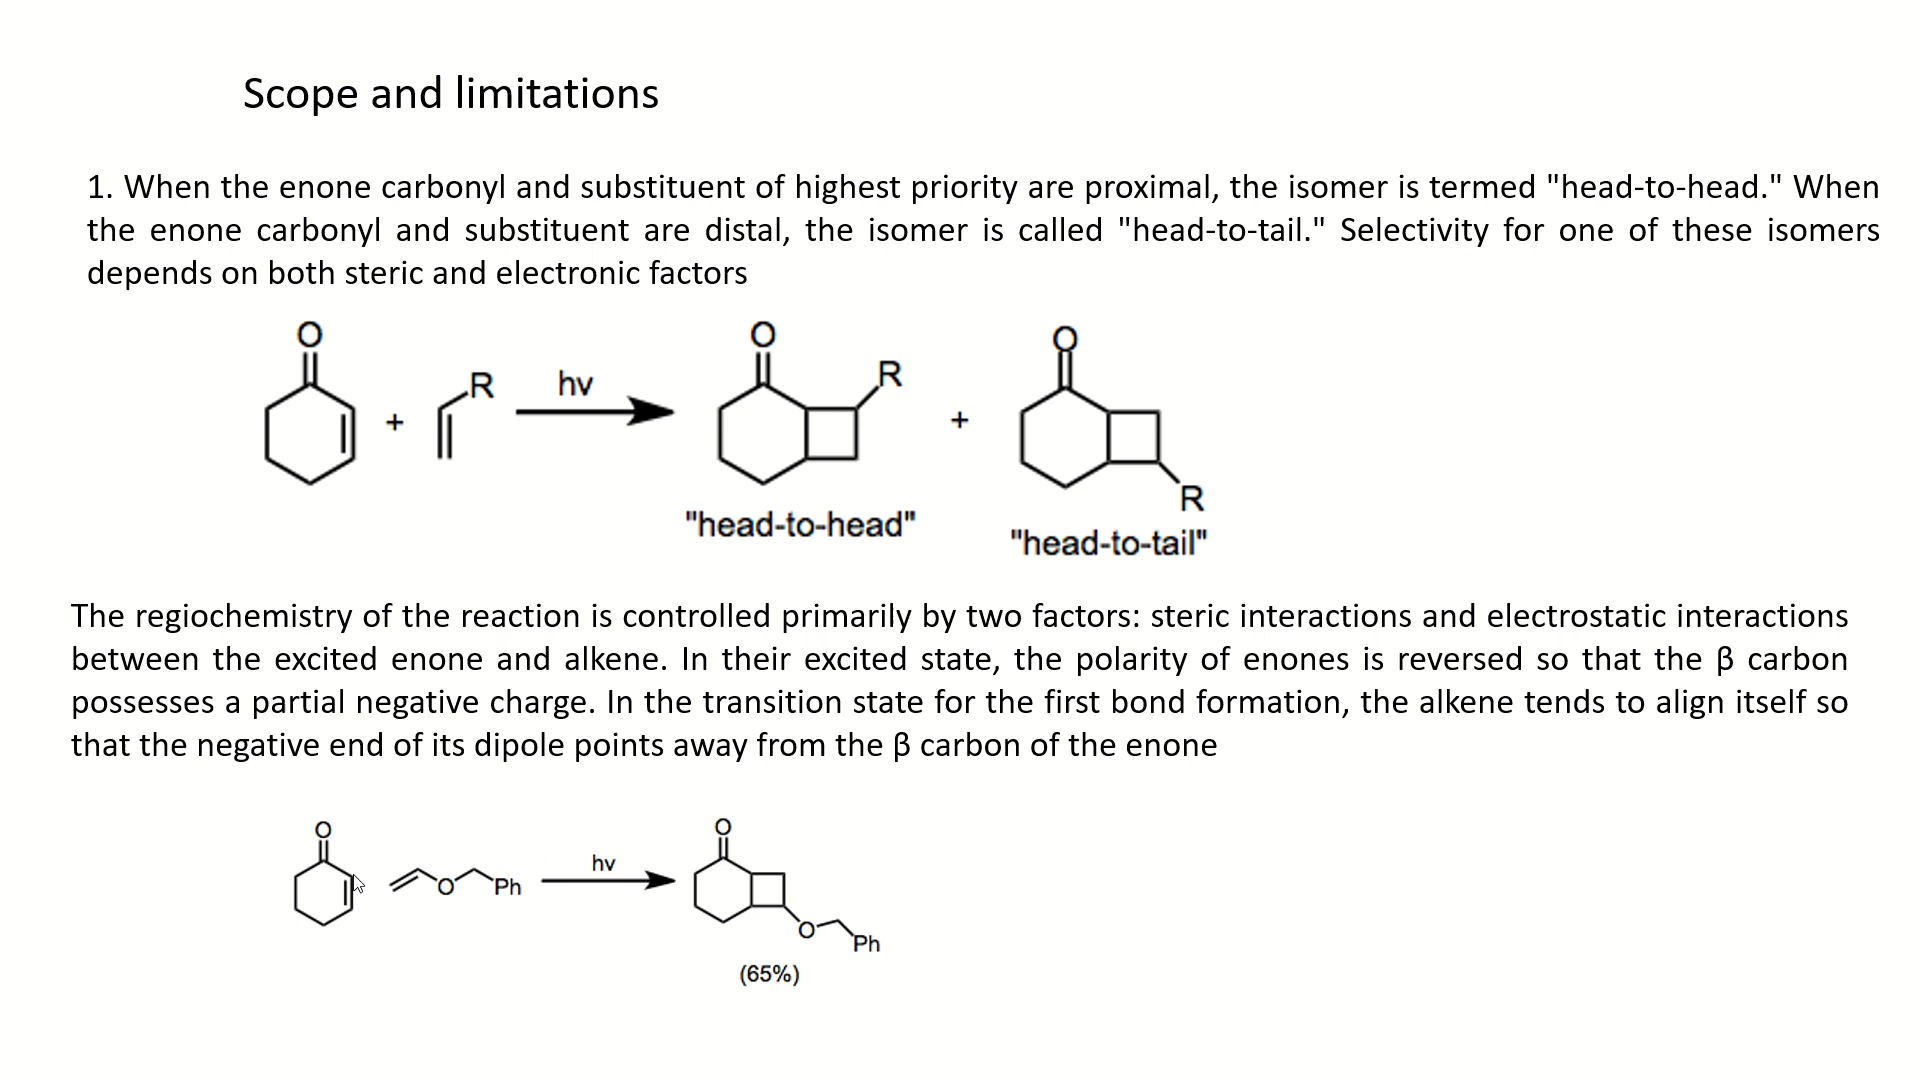 Scope and limitations
1. When the enone carbonyl and substituent of highest priority are proximal, the isomer is termed "head-to-head." When
the enone carbonyl and substituent are distal, the isomer is called "head-to-tail." Selectivity for one of these isomers
depends on both steric and electronic factors
O
+
R
hv
O
R
"head-to-head"
+
O
R
"head-to-tail"
The regiochemistry of the reaction is controlled primarily by two factors: steric interactions and electrostatic interactions
between the excited enone and alkene. In their excited state, the polarity of enones is reversed so that the β carbon
possesses a partial negative charge. In the transition state for the first bond formation, the alkene tends to align itself so
that the negative end of its dipole points away from the β carbon of the enone
O
O
Ph
hv
O
O
Ph
(65%)